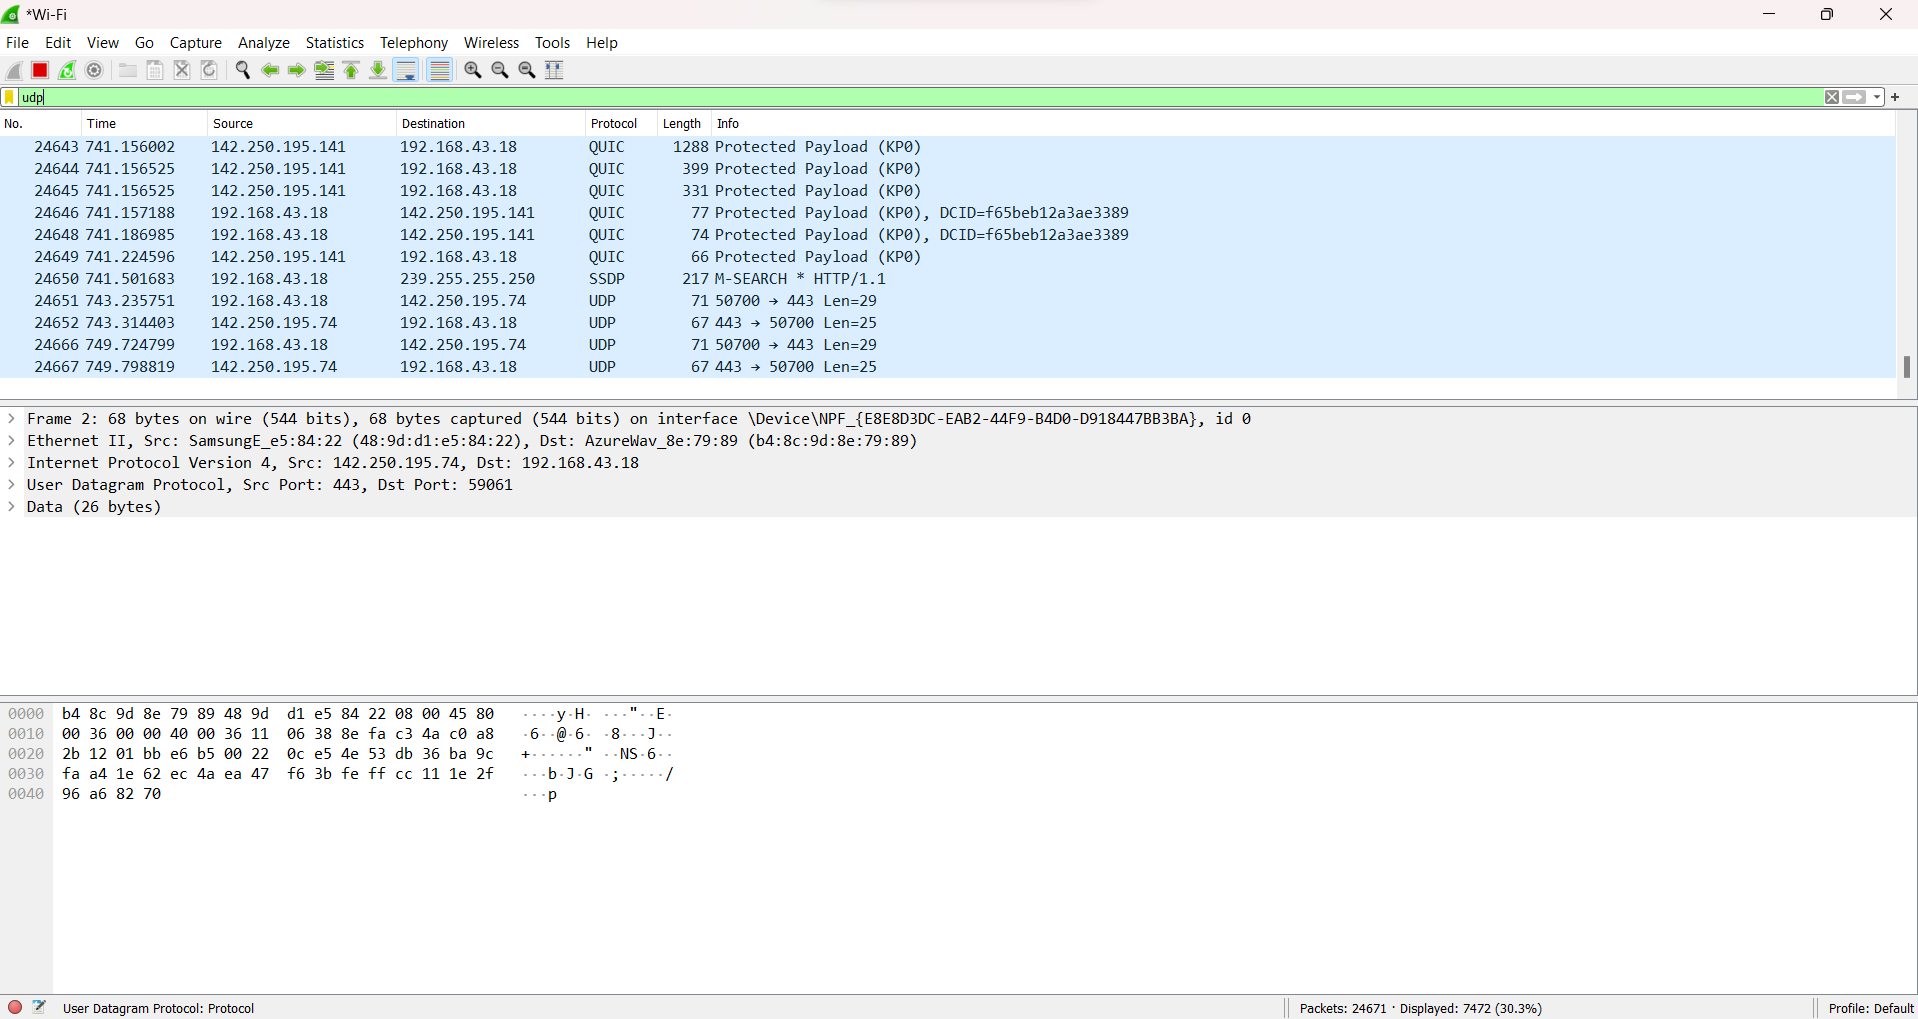 *Wi-Fi
File Edit View Go Capture Analyze Statistics Telephony Wireless Tools Help
udp
No. Time Source Destination Protocol Length Info
24643 741.156002 142.250.195.141 192.168.43.18 QUIC 1288 Protected Payload (KP0)
24644 741.156525 142.250.195.141 192.168.43.18 QUIC 399 Protected Payload (KP0)
24645 741.156525 142.250.195.141 192.168.43.18 QUIC 331 Protected Payload (KP0)
24646 741.157188 192.168.43.18 142.250.195.141 QUIC 77 Protected Payload (KP0), DCID=f65beb12a3ae3389
24648 741.186985 192.168.43.18 142.250.195.141 QUIC 74 Protected Payload (KP0), DCID=f65beb12a3ae3389
24649 741.224596 142.250.195.141 192.168.43.18 QUIC 66 Protected Payload (KP0)
24650 741.501683 192.168.43.18 239.255.255.250 SSDP 217 M-SEARCH * HTTP/1.1
24651 743.235751 192.168.43.18 142.250.195.74 UDP 71 50700 → 443 Len=29
24652 743.314403 142.250.195.74 192.168.43.18 UDP 67 443 → 50700 Len=25
24666 749.724799 192.168.43.18 142.250.195.74 UDP 71 50700 → 443 Len=29
24667 749.798819 142.250.195.74 192.168.43.18 UDP 67 443 → 50700 Len=25
> Frame 2: 68 bytes on wire (544 bits), 68 bytes captured (544 bits) on interface \Device\NPF_{E8E8D3DC-EAB2-44F9-B4D0-D918447BB3BA}, id 0
> Ethernet II, Src: SamsungE_e5:84:22 (48:9d:d1:e5:84:22), Dst: AzureWav_8e:79:89 (b4:8c:9d:8e:79:89)
> Internet Protocol Version 4, Src: 142.250.195.74, Dst: 192.168.43.18
> User Datagram Protocol, Src Port: 443, Dst Port: 59061
> Data (26 bytes)
0000 b4 8c 9d 8e 79 89 48 9d d1 e5 84 22 08 00 45 80 ····y·H· ···"··E·
0010 00 36 00 00 40 00 36 11 06 38 8e fa c3 4a c0 a8 ·6··@·6· ·8···J··
0020 2b 12 01 bb e6 b5 00 22 0c e5 4e 53 db 36 ba 9c +······" ··NS·6··
0030 fa a4 1e 62 ec 4a ea 47 f6 3b fe ff cc 11 1e 2f ···b·J·G ·;·····/
0040 96 a6 82 70 ···p
User Datagram Protocol: Protocol Packets: 24671 · Displayed: 7472 (30.3%) Profile: Default